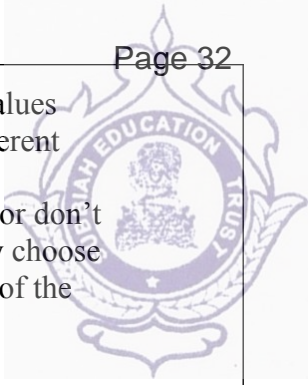 Page 32
alues
erent
or don't
y choose
of the
EDUCATION TRUST